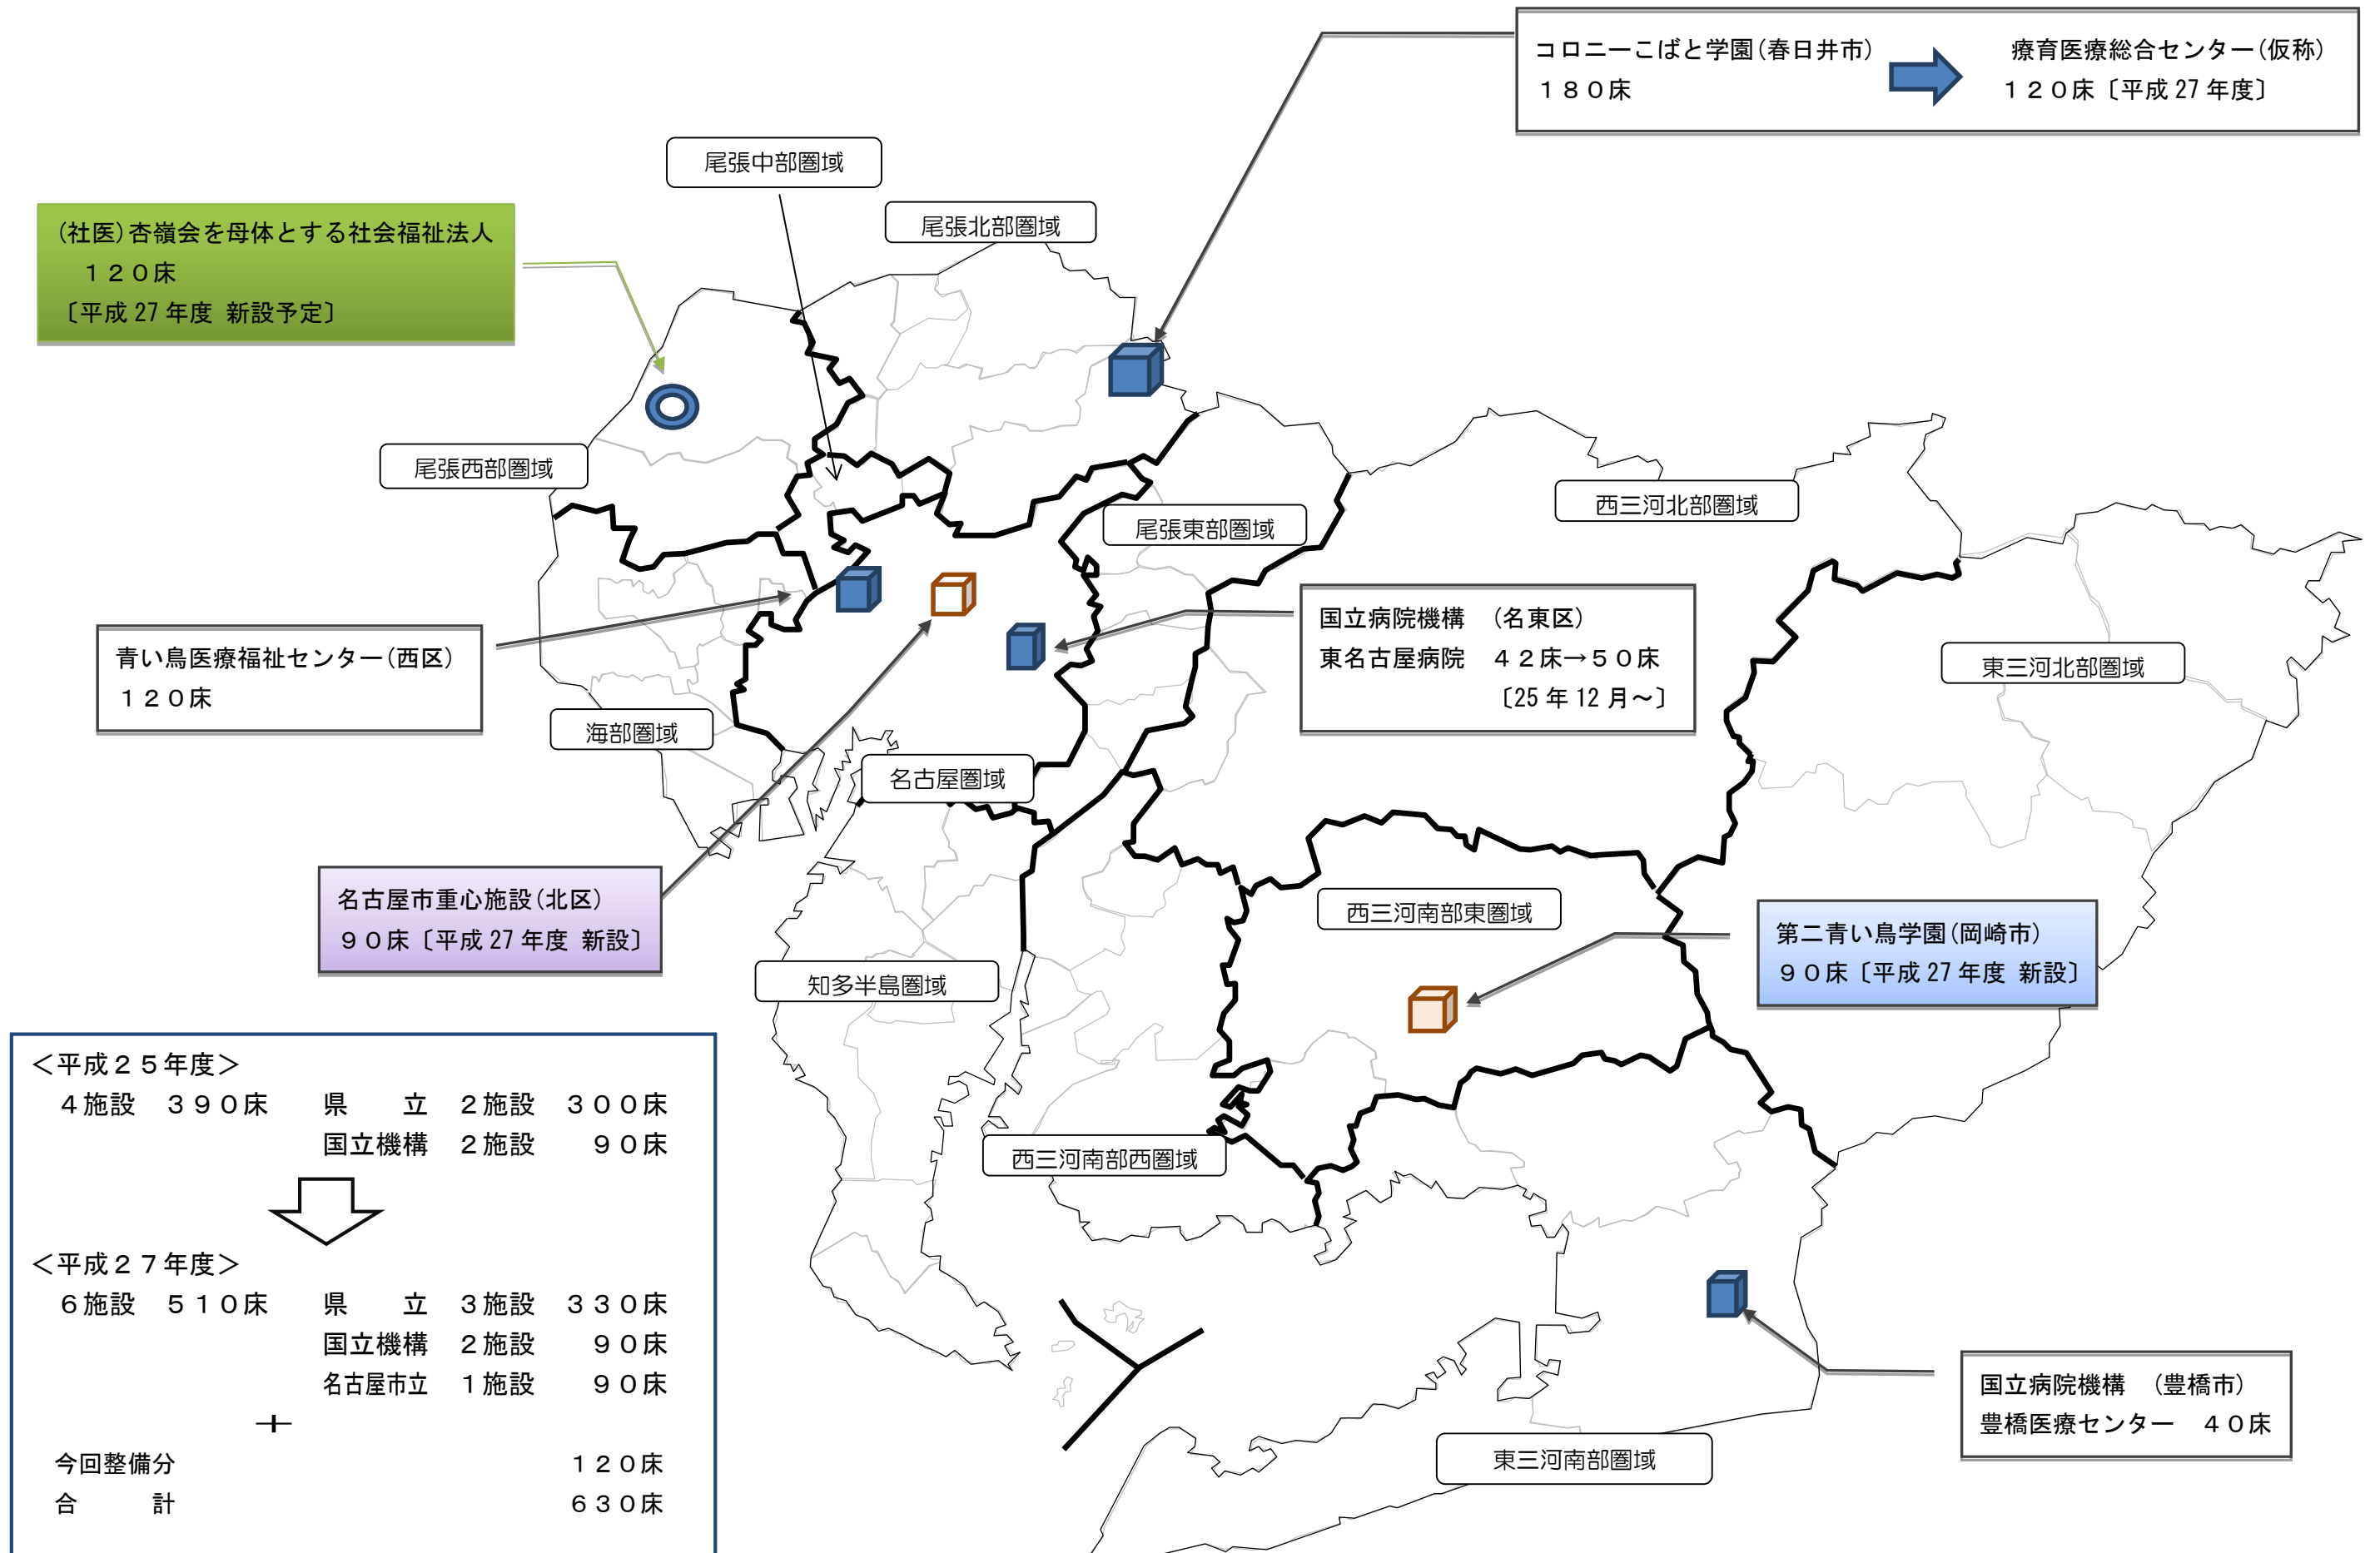 コロニーこばと学園(春日井市)　療育医療総合センター(仮称)
１８０床　１２０床〔平成27年度〕
尾張中部圏域
尾張北部圏域
(社医)杏嶺会を母体とする社会福祉法人
１２０床
〔平成27年度 新設予定〕
尾張西部圏域
西三河北部圏域
尾張東部圏域
国立病院機構　(名東区)
東名古屋病院　４２床→５０床
〔25年12月～〕
青い鳥医療福祉センター(西区)
１２０床
東三河北部圏域
海部圏域
名古屋圏域
名古屋市重心施設(北区)
９０床〔平成27年度 新設〕
西三河南部東圏域
第二青い鳥学園(岡崎市)
９０床〔平成27年度 新設〕
知多半島圏域
西三河南部西圏域
＜平成２５年度＞
４施設　３９０床　県　　立　２施設　３００床
国立機構　２施設　９０床
＜平成２７年度＞
６施設　５１０床　県　　立　３施設　３３０床
国立機構　２施設　９０床
名古屋市立　１施設　９０床
＋
今回整備分　１２０床
合　　　計　６３０床
国立病院機構　(豊橋市)
豊橋医療センター　４０床
東三河南部圏域